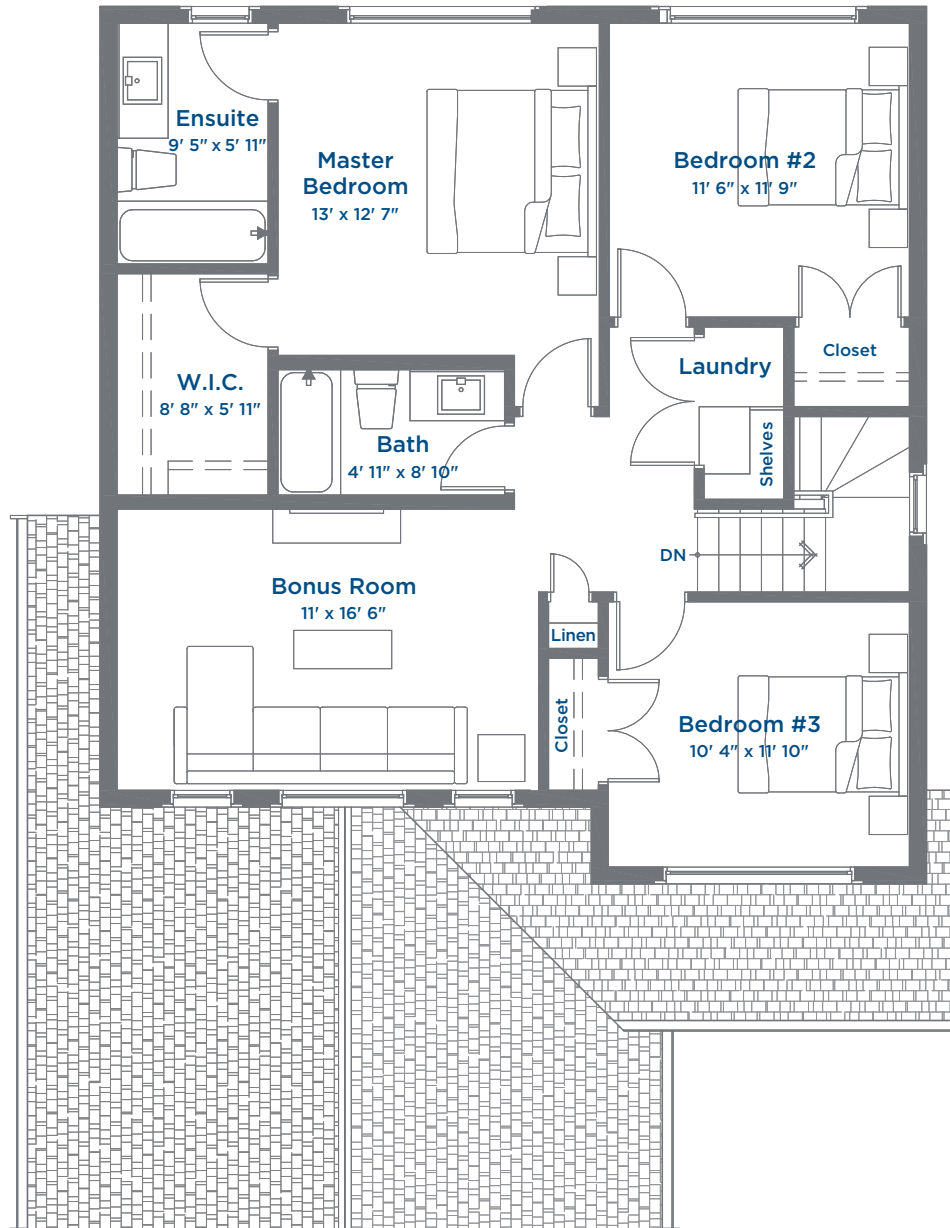 Ensuite
9' 5" x 5' 11"
Master
Bedroom
13' x 12' 7"
Bedroom #2
11' 6" x 11' 9"
W.I.C.
8' 8" x 5' 11"
Bath
4' 11" x 8' 10"
Laundry
Closet
Shelves
DN
Bonus Room
11' x 16' 6"
Linen
Closet
Bedroom #3
10' 4" x 11' 10"